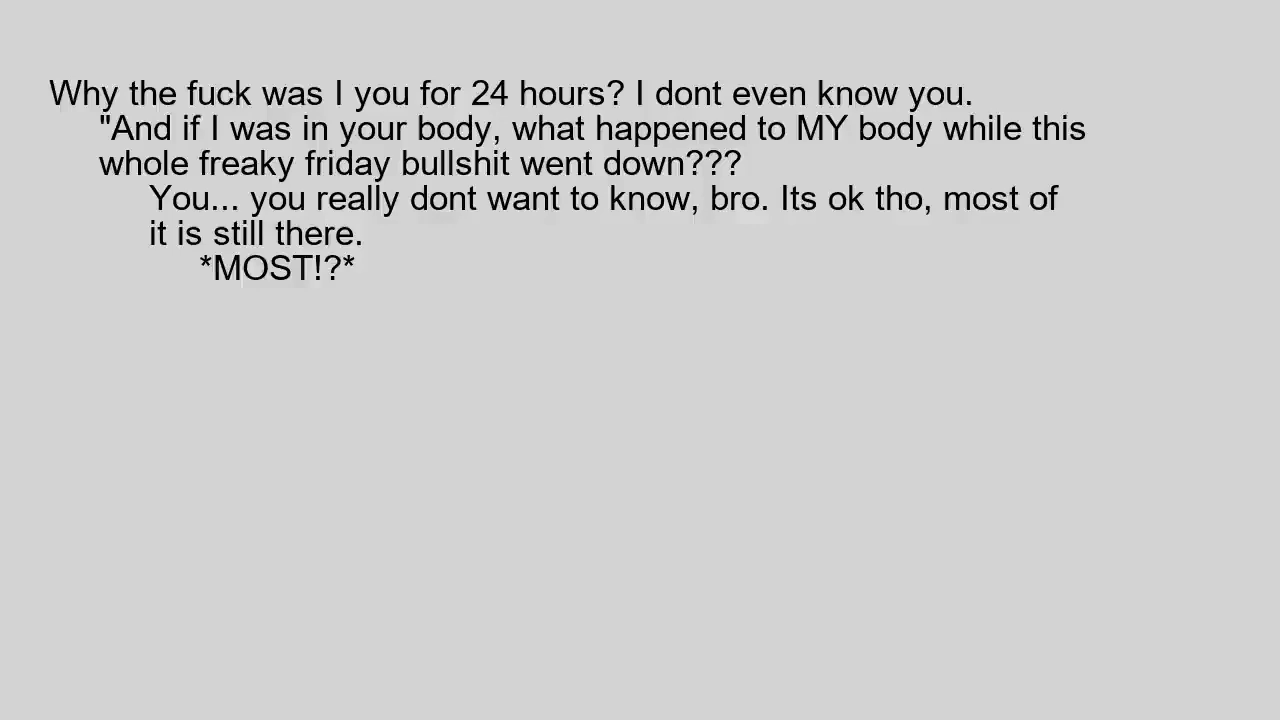 Why the fuck was I you for 24 hours? I dont even know you.
"And if I was in your body, what happened to MY body while this
whole freaky friday bullshit went down???
You... you really dont want to know, bro. Its ok tho, most of
it is still there.
*MOST!?*